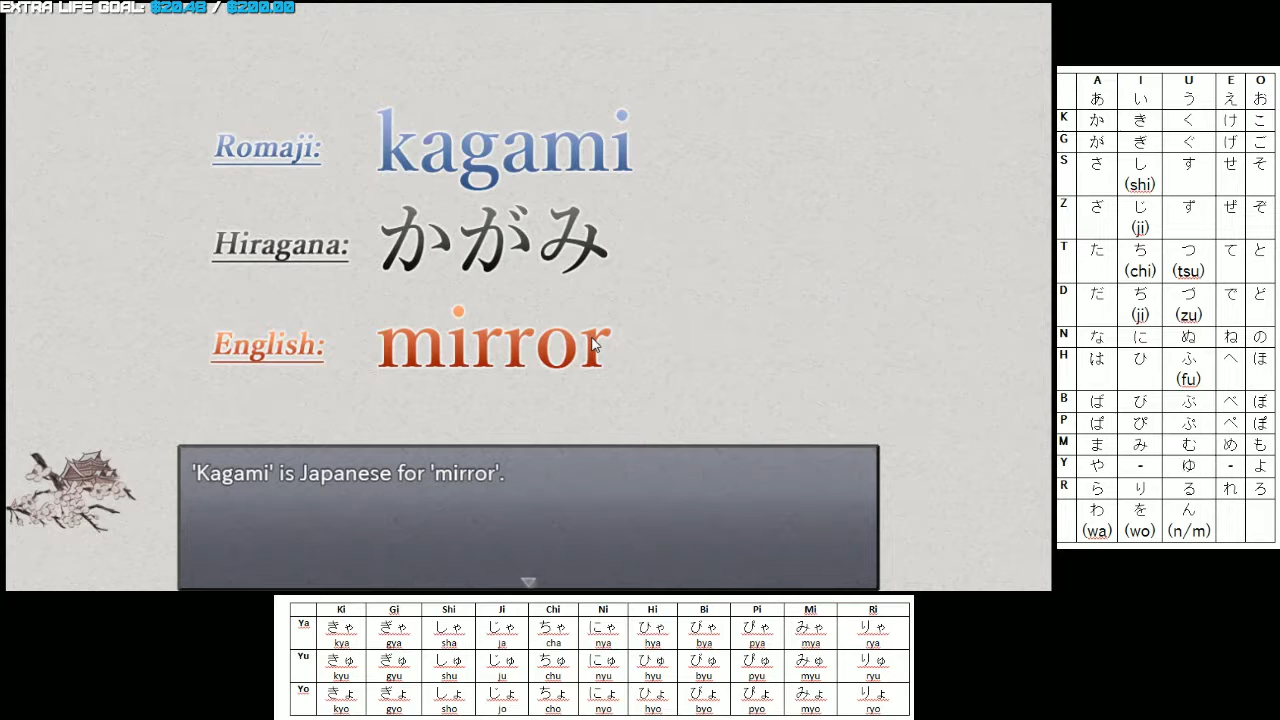 EXTRA LIFE GOAL: $20.48 / $200.00
Romaji: kagami
Hiragana: かがみ
English: mirror
'Kagami' is Japanese for 'mirror'.
A I U E O
あ い う え お
K か き く け こ
G が ぎ ぐ げ ご
S さ し す せ そ
(shi)
Z ざ じ ず ぜ ぞ
(ji)
T た ち つ て と
(chi) (tsu)
D だ ぢ づ で ど
(ji) (zu)
N な に ぬ ね の
H は ひ ふ へ ほ
(fu)
B ば び ぶ べ ぼ
P ぱ ぴ ぷ ぺ ぽ
M ま み む め も
Y や - ゆ - よ
R ら り る れ ろ
わ を ん
(wa) (wo) (n/m)
Ki Gi Shi Ji Chi Ni Hi Bi Pi Mi Ri
Ya きゃ ぎゃ しゃ じゃ ちゃ にゃ ひゃ びゃ ぴゃ みゃ りゃ
kya gya sha ja cha nya hya bya pya mya rya
Yu きゅ ぎゅ しゅ じゅ ちゅ にゅ ひゅ びゅ ぴゅ みゅ りゅ
kyu gyu shu ju chu nyu hyu byu pyu myu ryu
Yo きょ ぎょ しょ じょ ちょ にょ ひょ びょ ぴょ みょ りょ
kyo gyo sho jo cho nyo hyo byo pyo myo ryo